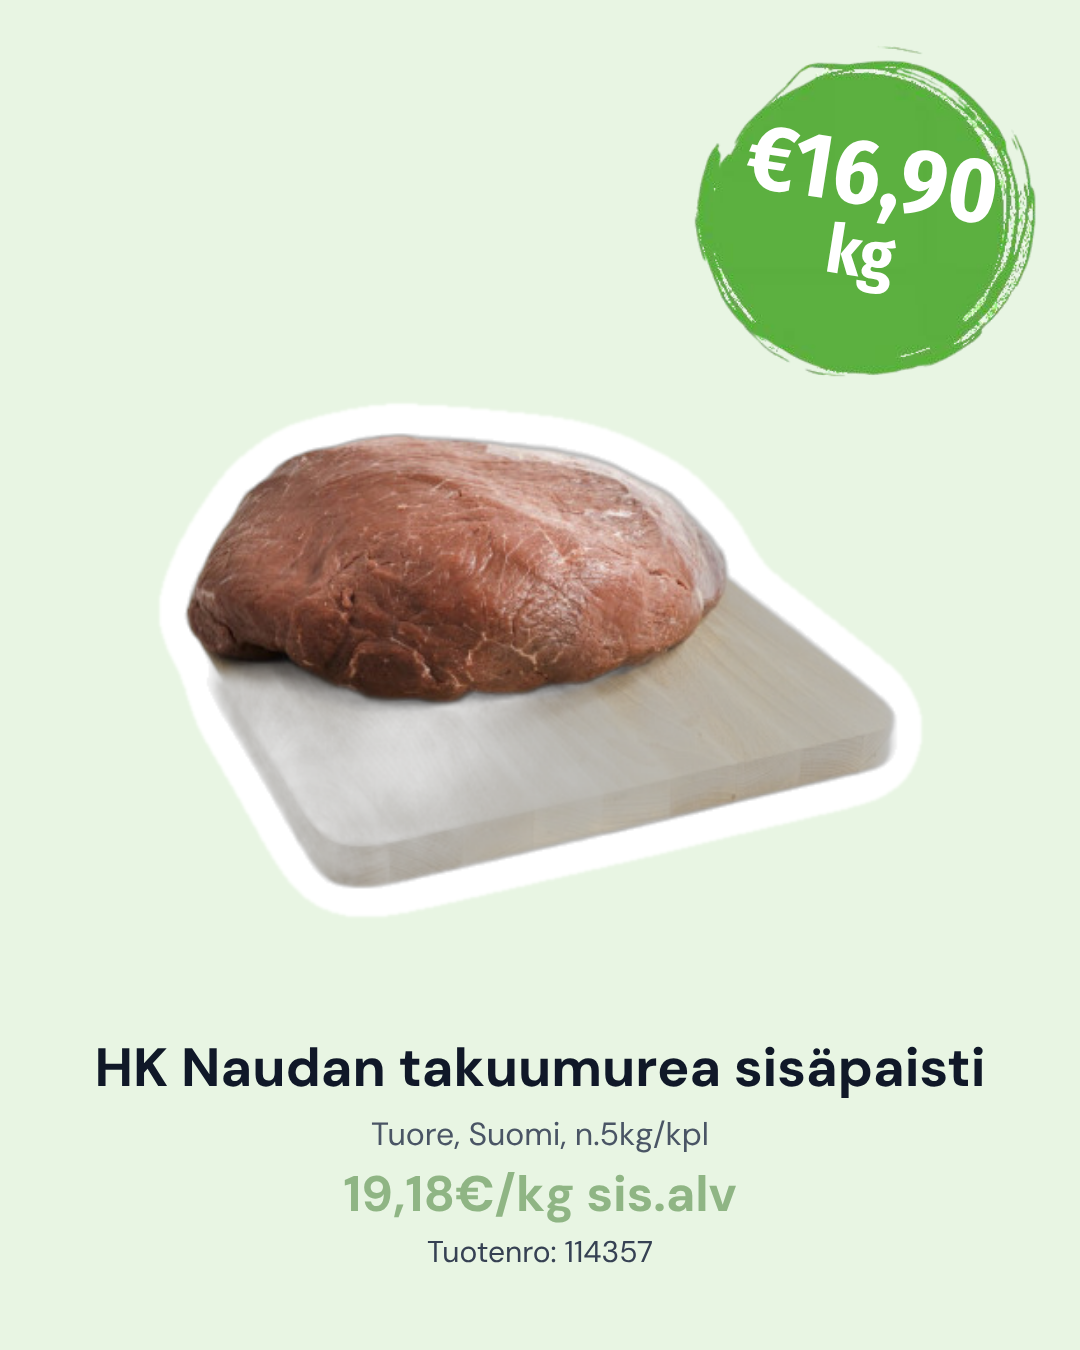 €16,90
kg
HK Naudan takuumurea sisäpaisti
Tuore, Suomi, n.5kg/kpl
19,18€/kg sis.alv
Tuotenro: 114357